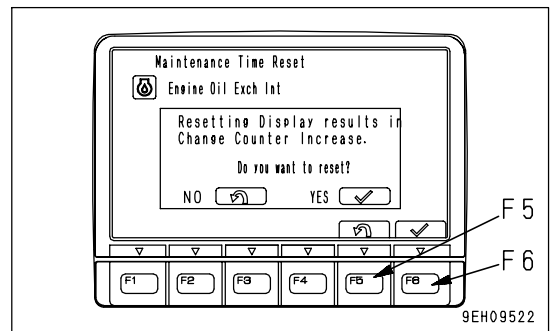 Maintenance Time Reset
Engine Oil Exch Int
Resetting Display results in
Change Counter Increase.
Do you want to reset?
NO YES
F5
F6
F1 F2 F3 F4 F5 F6
9EH09522